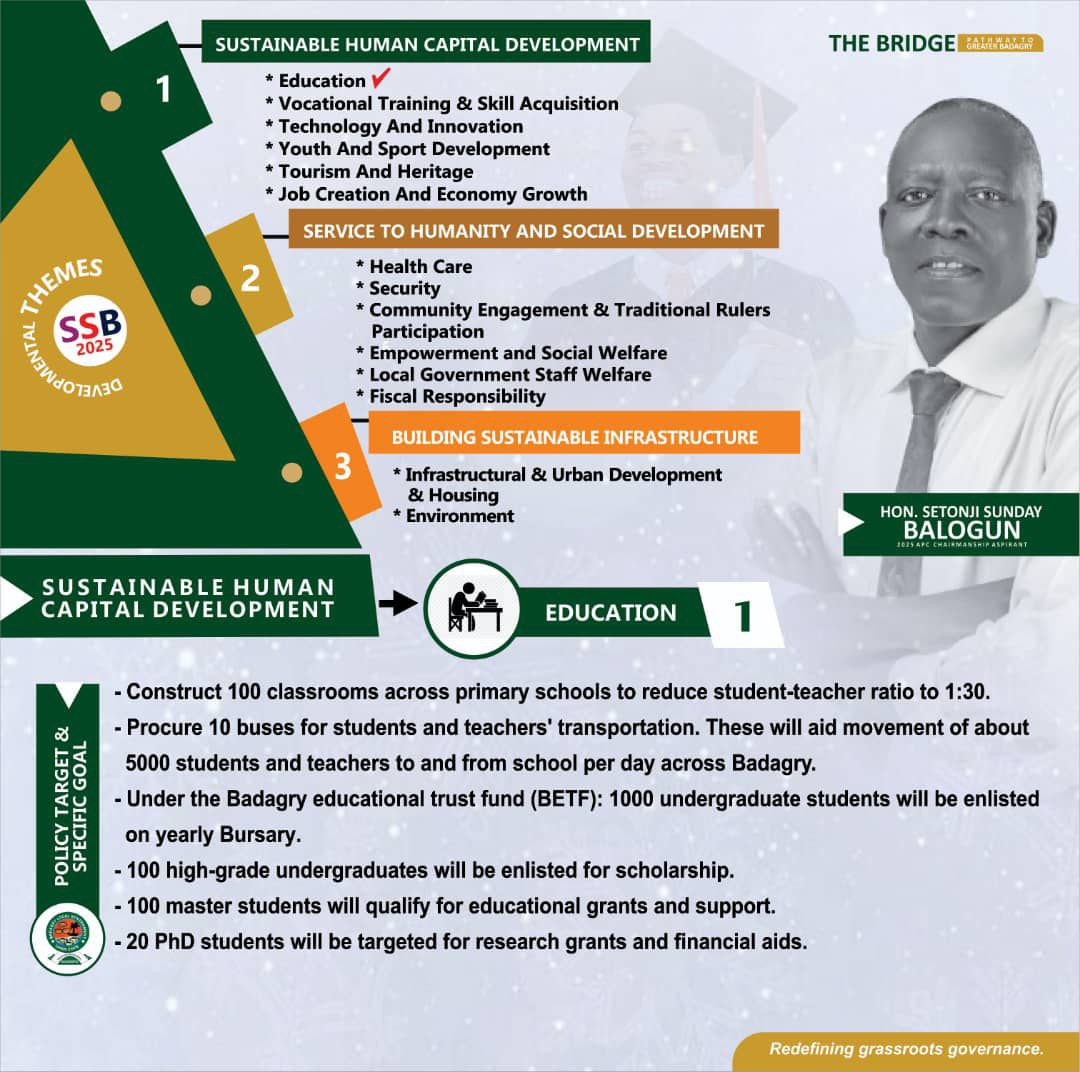 THE BRIDGE PATHWAY TO
GREATER BADAGRY
1
SUSTAINABLE HUMAN CAPITAL DEVELOPMENT
* Education ✓
* Vocational Training & Skill Acquisition
* Technology And Innovation
* Youth And Sport Development
* Tourism And Heritage
* Job Creation And Economy Growth
2
SERVICE TO HUMANITY AND SOCIAL DEVELOPMENT
* Health Care
* Security
* Community Engagement & Traditional Rulers
Participation
* Empowerment and Social Welfare
* Local Government Staff Welfare
* Fiscal Responsibility
3
BUILDING SUSTAINABLE INFRASTRUCTURE
* Infrastructural & Urban Development
& Housing
* Environment
DEVELOPMENTAL THEMES
SSB
2025
HON. SETONJI SUNDAY
BALOGUN
2025 APC CHAIRMANSHIP ASPIRANT
SUSTAINABLE HUMAN
CAPITAL DEVELOPMENT
EDUCATION
1
POLICY TARGET &
SPECIFIC GOAL
- Construct 100 classrooms across primary schools to reduce student-teacher ratio to 1:30.
- Procure 10 buses for students and teachers' transportation. These will aid movement of about
5000 students and teachers to and from school per day across Badagry.
- Under the Badagry educational trust fund (BETF): 1000 undergraduate students will be enlisted
on yearly Bursary.
- 100 high-grade undergraduates will be enlisted for scholarship.
- 100 master students will qualify for educational grants and support.
- 20 PhD students will be targeted for research grants and financial aids.
Redefining grassroots governance.